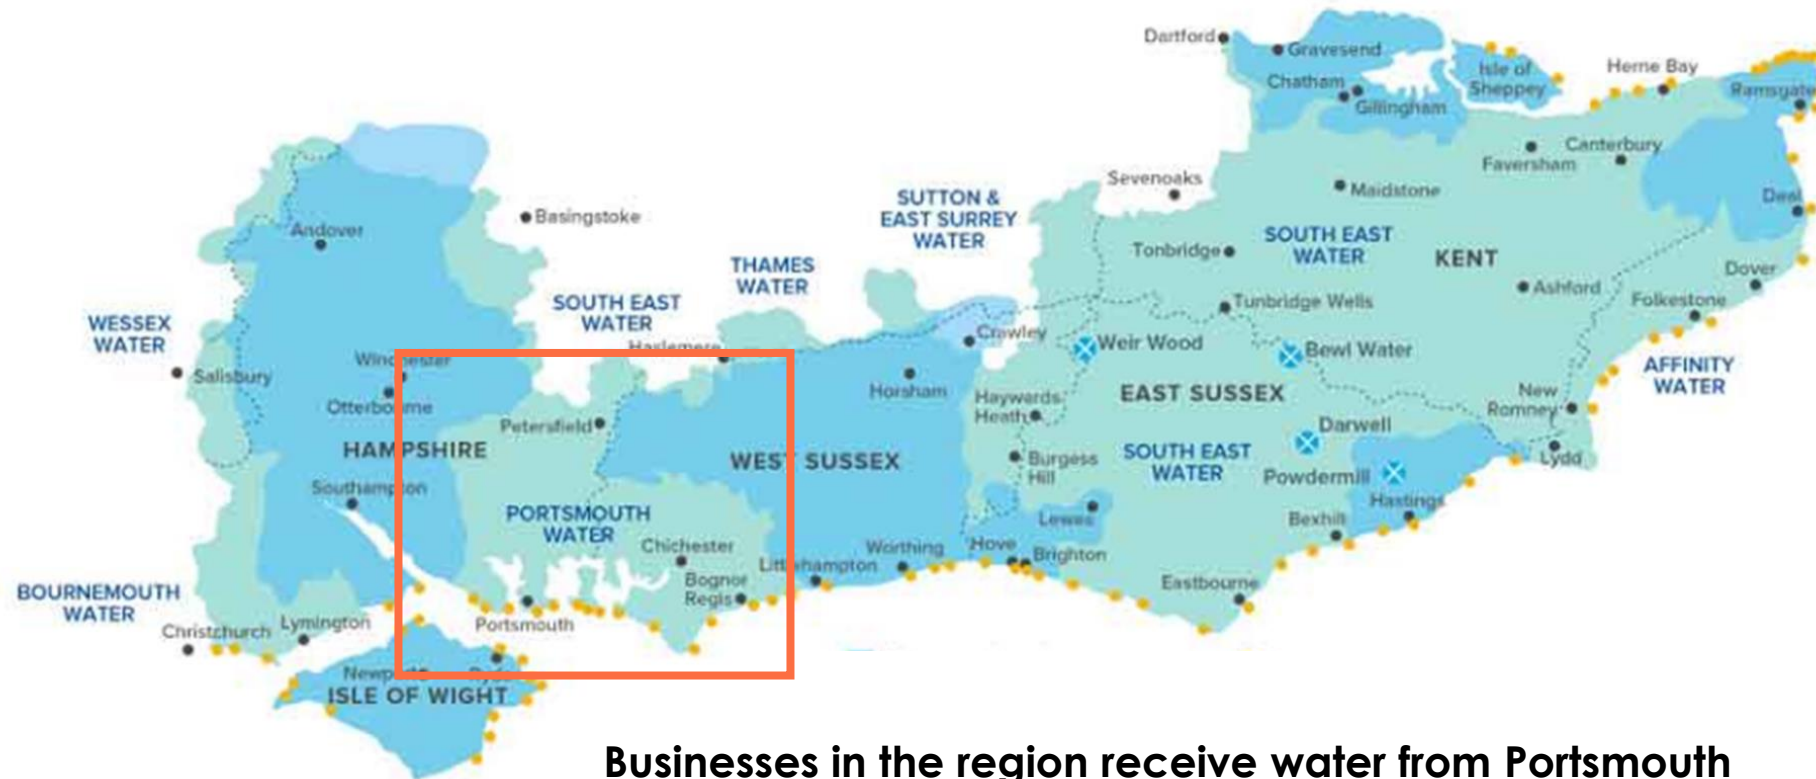 Dartford
Gravesend
Chatham
Gillingham
Isle of
Sheppey
Herne Bay
Ramsgate
Faversham
Canterbury
Sevenoaks
Maidstone
Deal
Basingstoke
Andover
SUTTON &
EAST SURREY
WATER
Tonbridge
SOUTH EAST
WATER
KENT
Dover
THAMES
WATER
Ashford
Folkestone
SOUTH EAST
WATER
Tunbridge Wells
WESSEX
WATER
Crawley
Weir Wood
Bewl Water
Haslemere
Winchester
Salisbury
AFFINITY
WATER
Horsham
Haywards
Heath
EAST SUSSEX
New
Romney
Otterbourne
Petersfield
Darwell
HAMPSHIRE
WEST SUSSEX
Burgess
Hill
SOUTH EAST
WATER
Powdermill
Lydd
Southampton
PORTSMOUTH
WATER
Hastings
Lewes
Bexhill
Chichester
Worthing
Hove
Brighton
Littlehampton
Bognor
Regis
Eastbourne
BOURNEMOUTH
WATER
Christchurch
Lymington
Portsmouth
Newport
Ryde
ISLE OF WIGHT
Businesses in the region receive water from Portsmouth